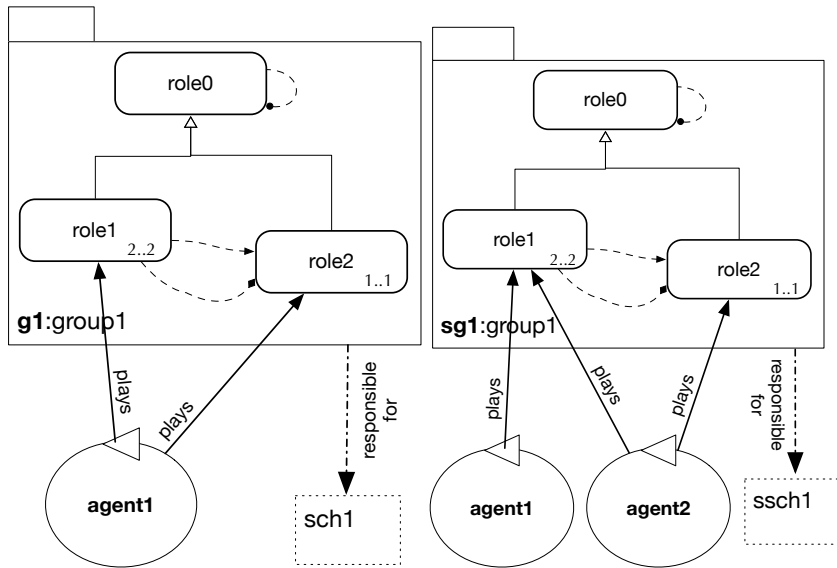 role0
role1
2..2
role2
1..1
g1:group1
plays
plays
responsible for
agent1
sch1
role0
role1
2..2
role2
1..1
sg1:group1
plays
plays
plays
responsible for
agent1
agent2
ssch1